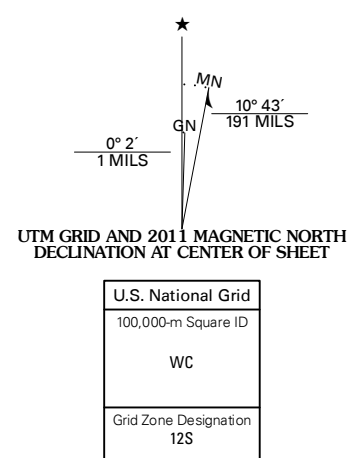 ★
MN
10° 43´
191 MILS
GN
0° 2´
1 MILS
UTM GRID AND 2011 MAGNETIC NORTH
DECLINATION AT CENTER OF SHEET
U.S. National Grid
100,000-m Square ID
WC
Grid Zone Designation
12S